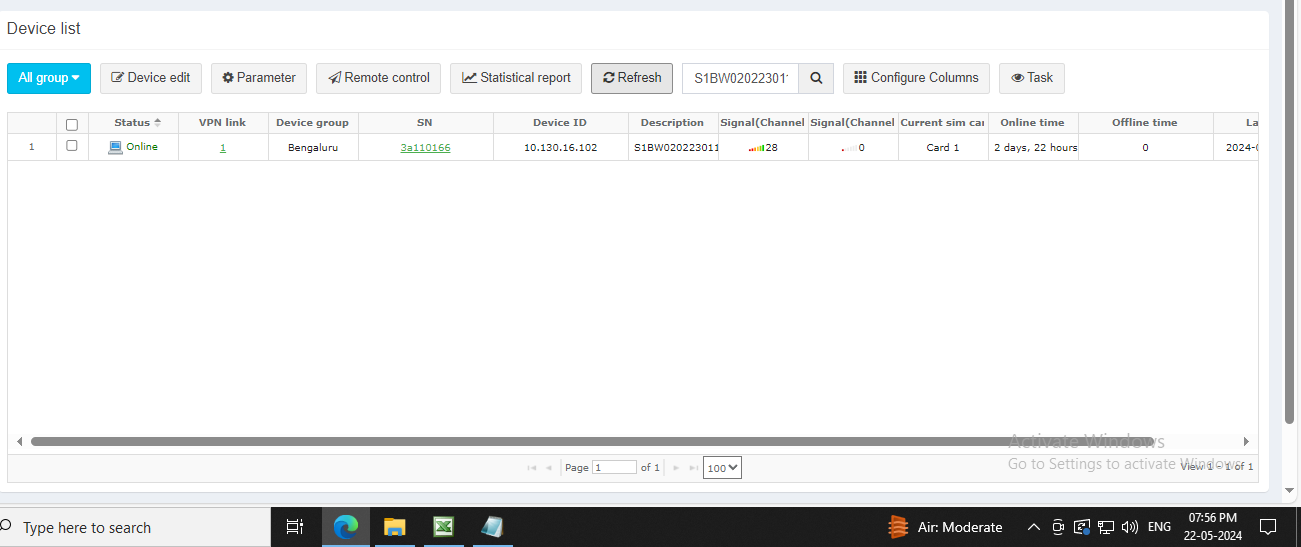 Device list
All group Device edit Parameter Remote control Statistical report Refresh S1BW02022301 Configure Columns Task
Status VPN link Device group SN Device ID Description Signal(Channel Signal(Channel Current sim car Online time Offline time La
1 Online 1 Bengaluru 3a110166 10.130.16.102 S1BW020223011 28 0 Card 1 2 days, 22 hours 0 2024-0
Activate Windows
Page 1 of 1 100 Go to Settings to activate Windows. View 1 - 1 of 1
Type here to search Air: Moderate ENG 07:56 PM
22-05-2024